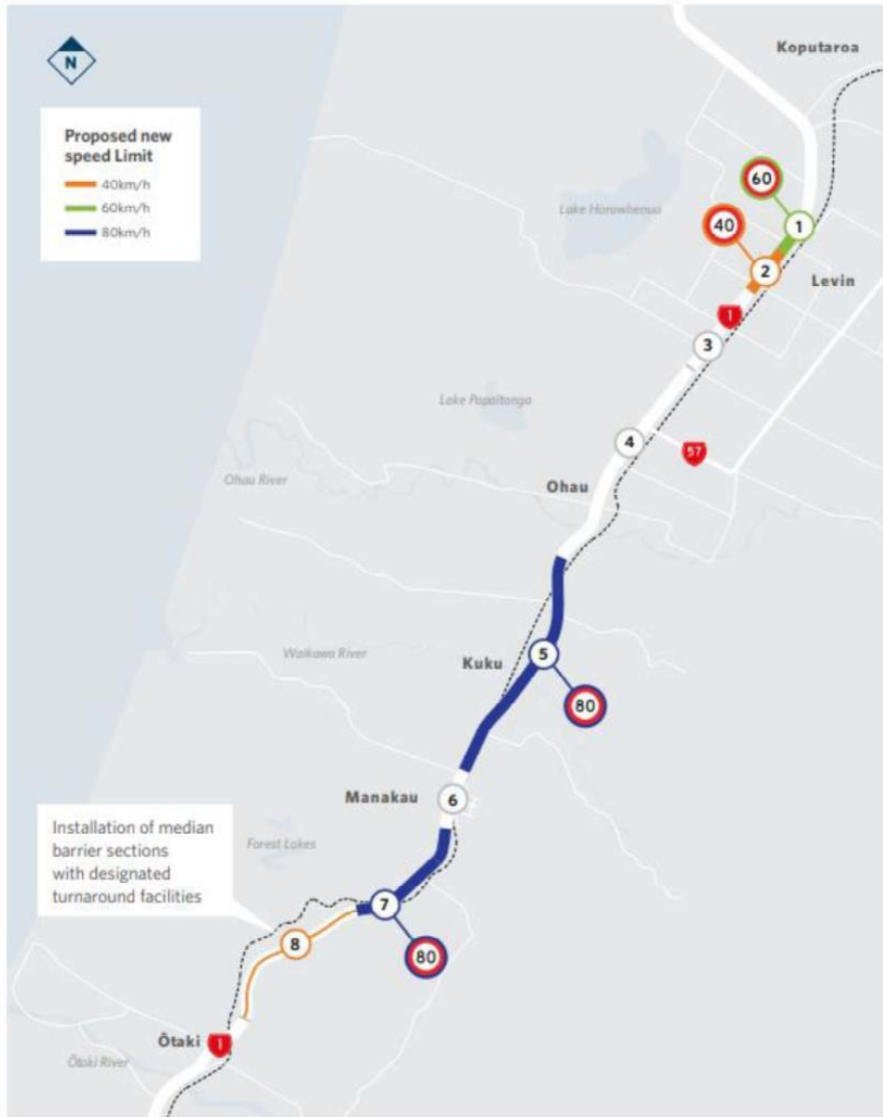 N
Koputaroa
Proposed new
speed Limit
40km/h
60km/h
80km/h
60
Lake Horowhenua
40
1
2
Levin
1
3
Lake Papaitonga
4
57
Ohau
Ohau River
Waikawa River
Kuku
5
80
Manakau
6
Installation of median
barrier sections
with designated
turnaround facilities
Forest Lakes
7
8
80
Ōtaki
1
Ōtaki River